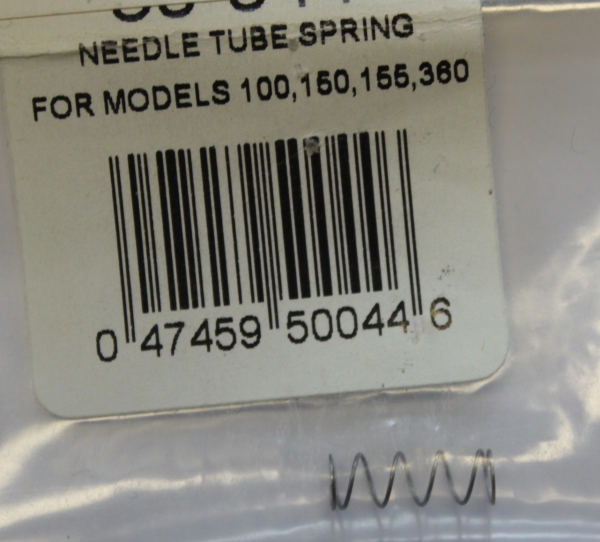 NEEDLE TUBE SPRING
FOR MODELS 100,150,155,360
0 47459 50044 6